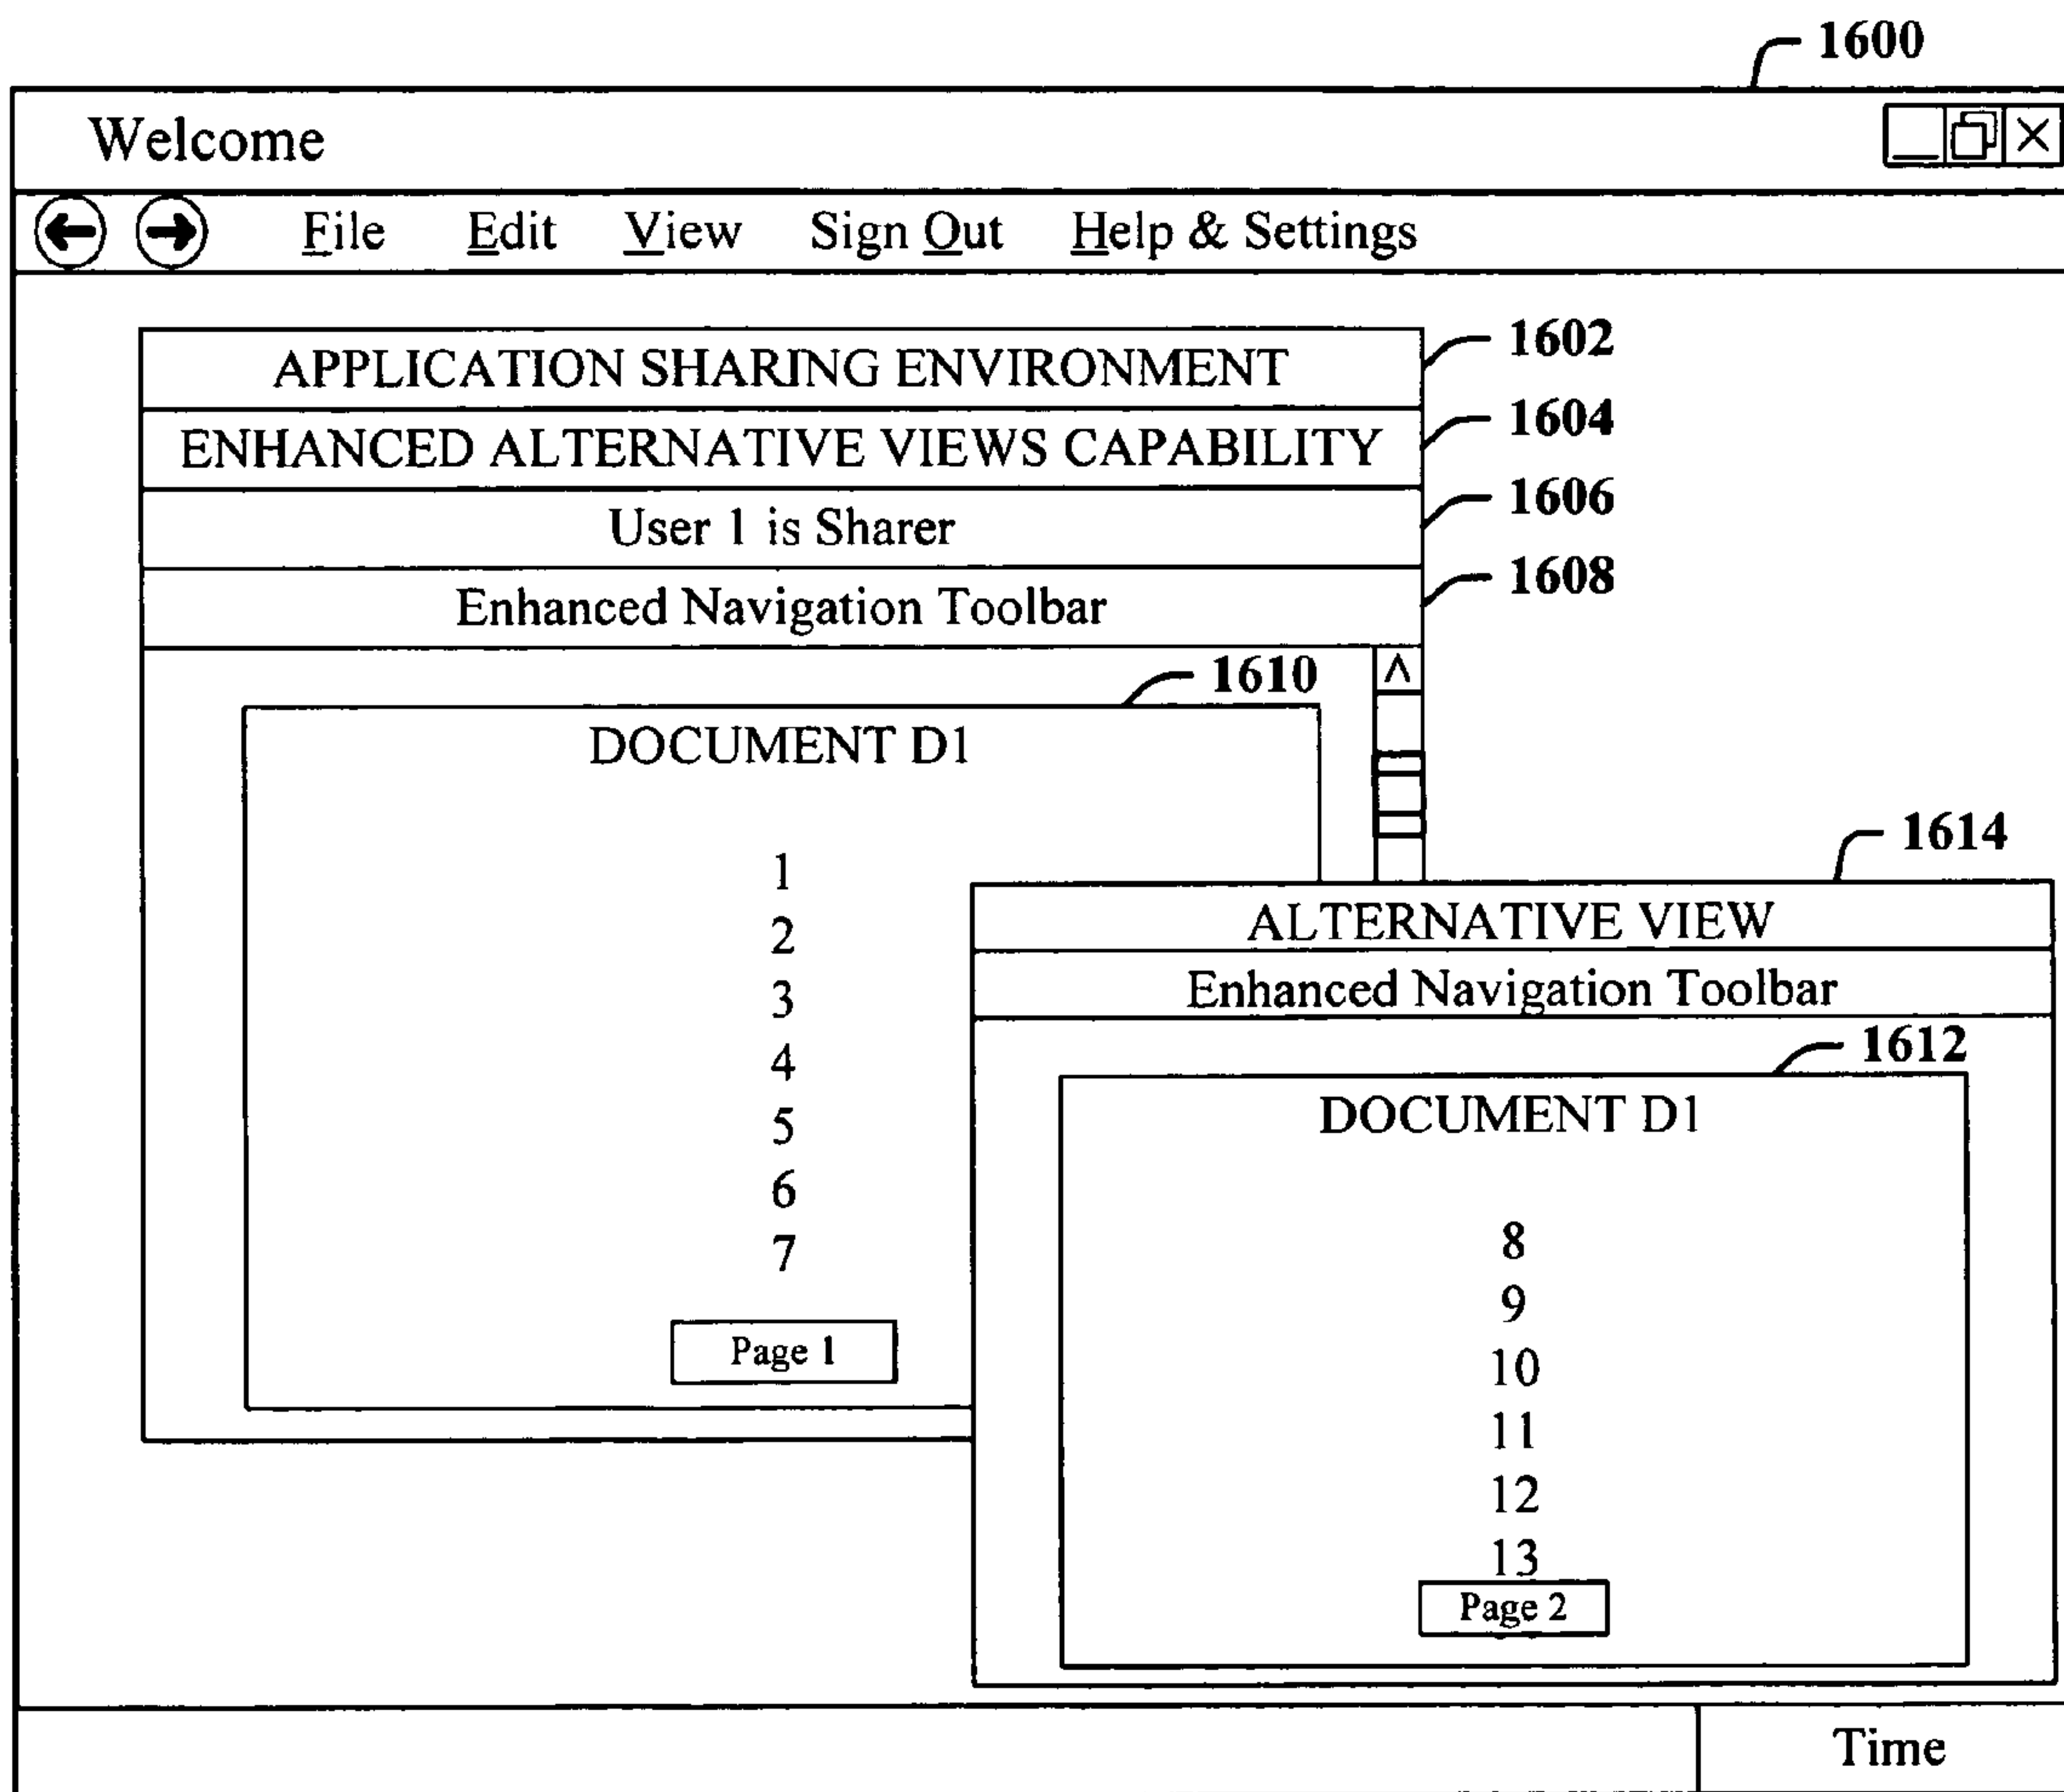 1600
Welcome
File Edit View Sign Out Help & Settings
APPLICATION SHARING ENVIRONMENT 1602
ENHANCED ALTERNATIVE VIEWS CAPABILITY 1604
User 1 is Sharer 1606
Enhanced Navigation Toolbar 1608
1610
DOCUMENT D1
1
2
3
4
5
6
7
Page 1
1614
ALTERNATIVE VIEW
Enhanced Navigation Toolbar
1612
DOCUMENT D1
8
9
10
11
12
13
Page 2
Time